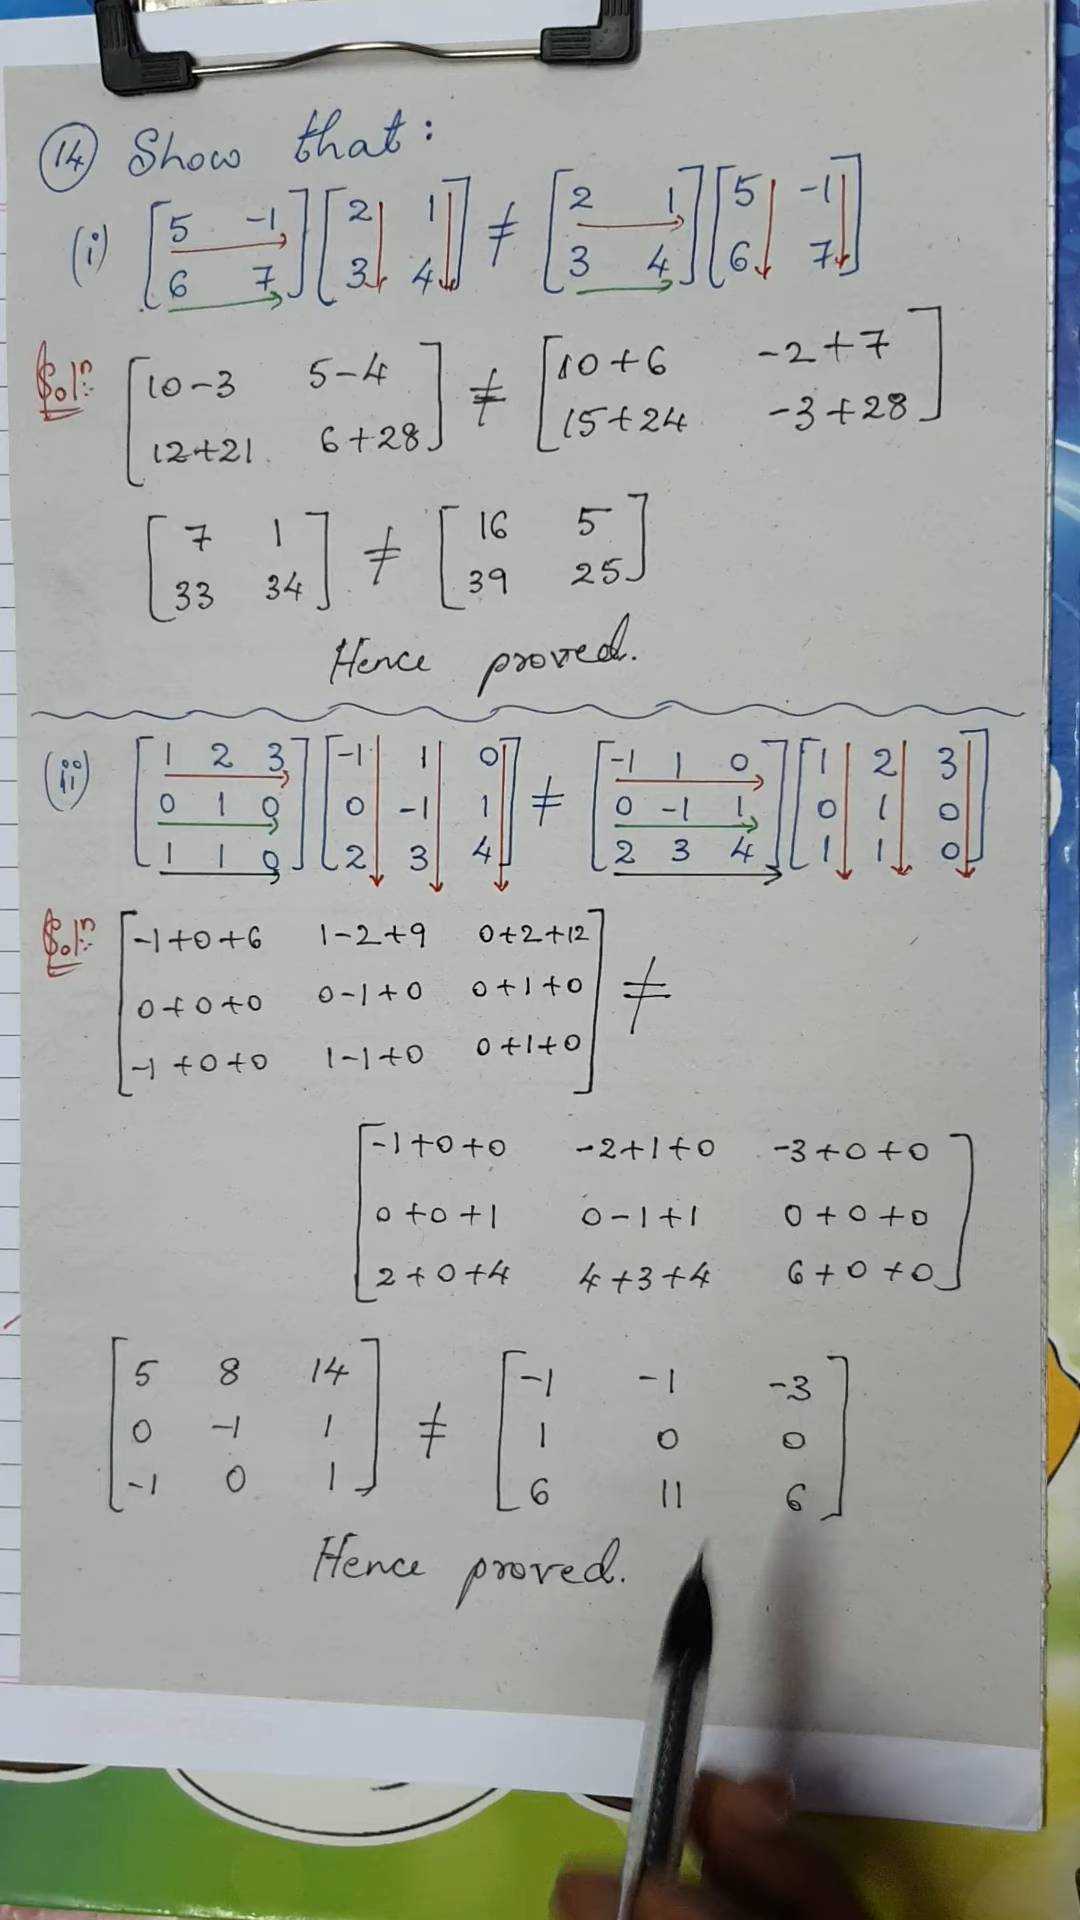 (14) Show that:
(i) [5 -1; 6 7] [2 1; 3 4] ≠ [2 1; 3 4] [5 -1; 6 7]
Soln: [10-3 5-4; 12+21 6+28] ≠ [10+6 -2+7; 15+24 -3+28]
[7 1; 33 34] ≠ [16 5; 39 25]
Hence proved.
(ii) [1 2 3; 0 1 0; 1 1 0] [-1 1 0; 0 -1 1; 2 3 4] ≠ [-1 1 0; 0 -1 1; 2 3 4] [1 2 3; 0 1 0; 1 1 0]
Soln: [-1+0+6 1-2+9 0+2+12; 0+0+0 0-1+0 0+1+0; -1+0+0 1-1+0 0+1+0] ≠
[-1+0+0 -2+1+0 -3+0+0; 0+0+1 0-1+1 0+0+0; 2+0+4 4+3+4 6+0+0]
[5 8 14; 0 -1 1; -1 0 1] ≠ [-1 -1 -3; 1 0 0; 6 11 6]
Hence proved.